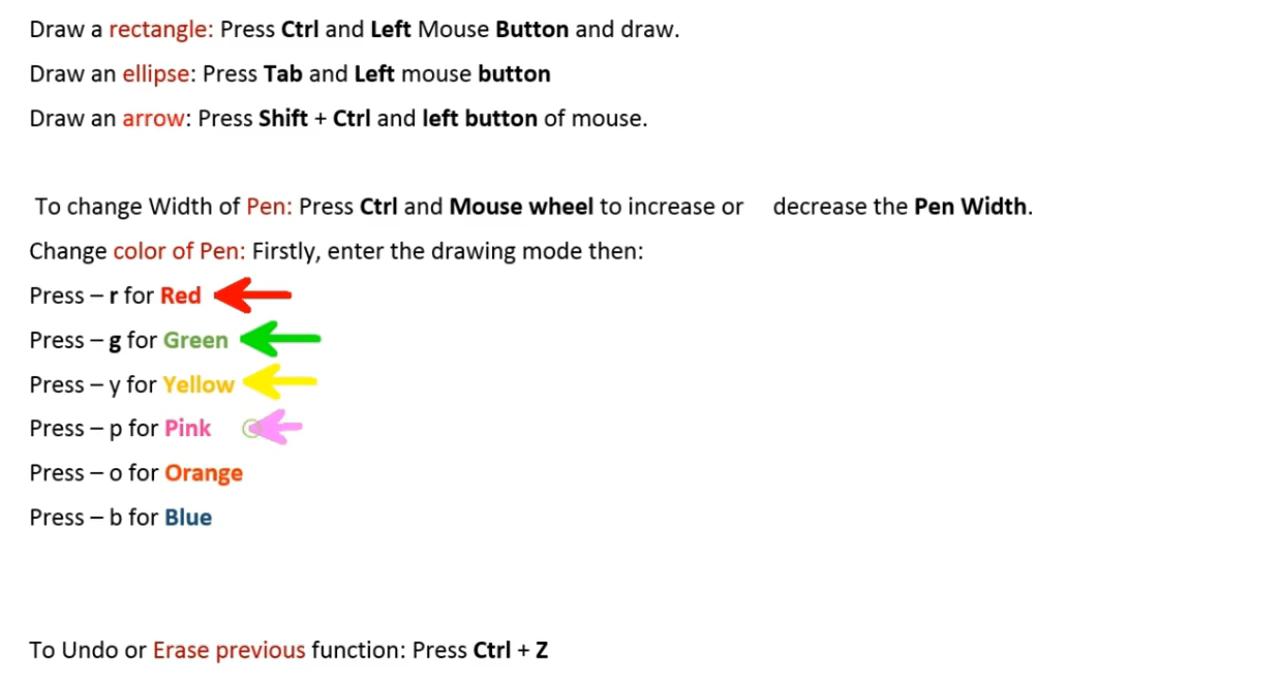 Draw a rectangle: Press Ctrl and Left Mouse Button and draw.
Draw an ellipse: Press Tab and Left mouse button
Draw an arrow: Press Shift + Ctrl and left button of mouse.
To change Width of Pen: Press Ctrl and Mouse wheel to increase or decrease the Pen Width.
Change color of Pen: Firstly, enter the drawing mode then:
Press – r for Red
Press – g for Green
Press – y for Yellow
Press – p for Pink
Press – o for Orange
Press – b for Blue
To Undo or Erase previous function: Press Ctrl + Z